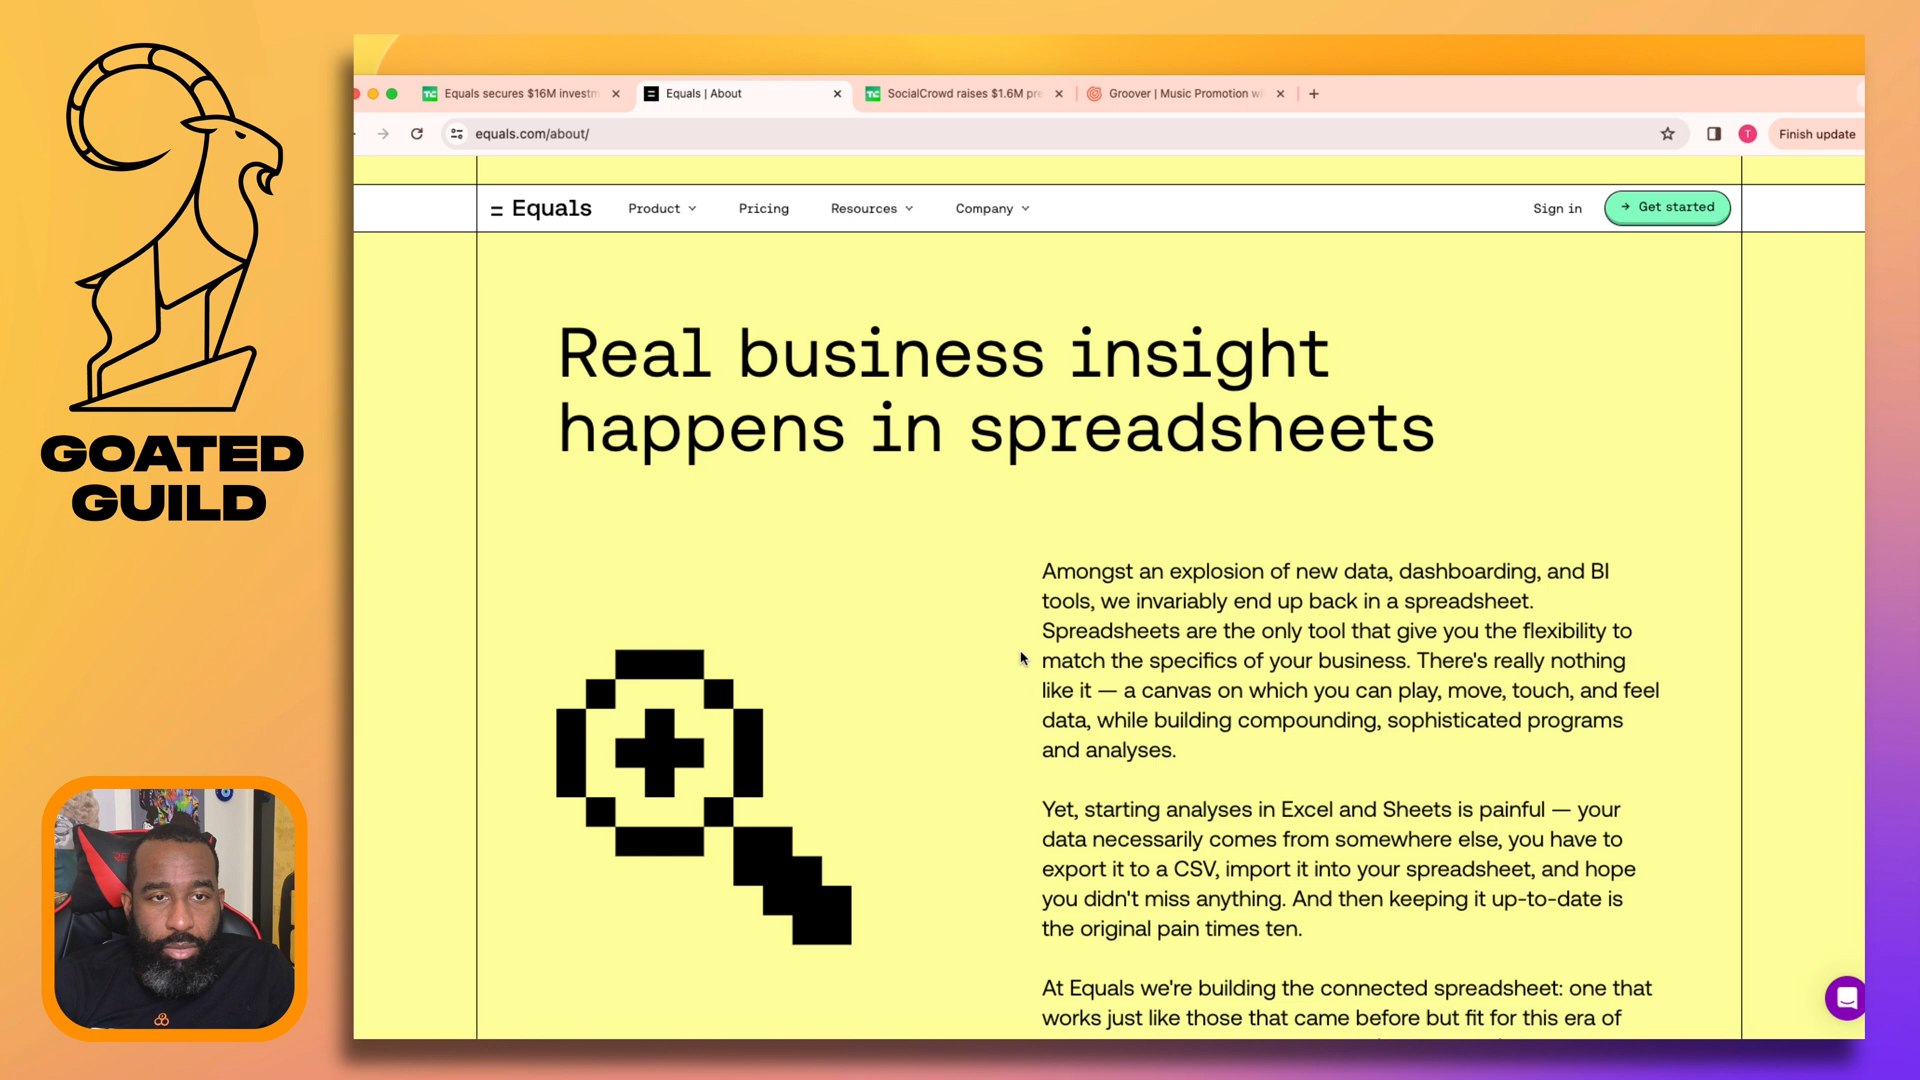 GOATED
GUILD
Equals secures $16M investm
Equals | About
SocialCrowd raises $1.6M pre
Groover | Music Promotion wi
equals.com/about/
T
Finish update
= Equals
Product
Pricing
Resources
Company
Sign in
→ Get started
Real business insight
happens in spreadsheets
Amongst an explosion of new data, dashboarding, and BI
tools, we invariably end up back in a spreadsheet.
Spreadsheets are the only tool that give you the flexibility to
match the specifics of your business. There's really nothing
like it — a canvas on which you can play, move, touch, and feel
data, while building compounding, sophisticated programs
and analyses.
Yet, starting analyses in Excel and Sheets is painful — your
data necessarily comes from somewhere else, you have to
export it to a CSV, import it into your spreadsheet, and hope
you didn't miss anything. And then keeping it up-to-date is
the original pain times ten.
At Equals we're building the connected spreadsheet: one that
works just like those that came before but fit for this era of